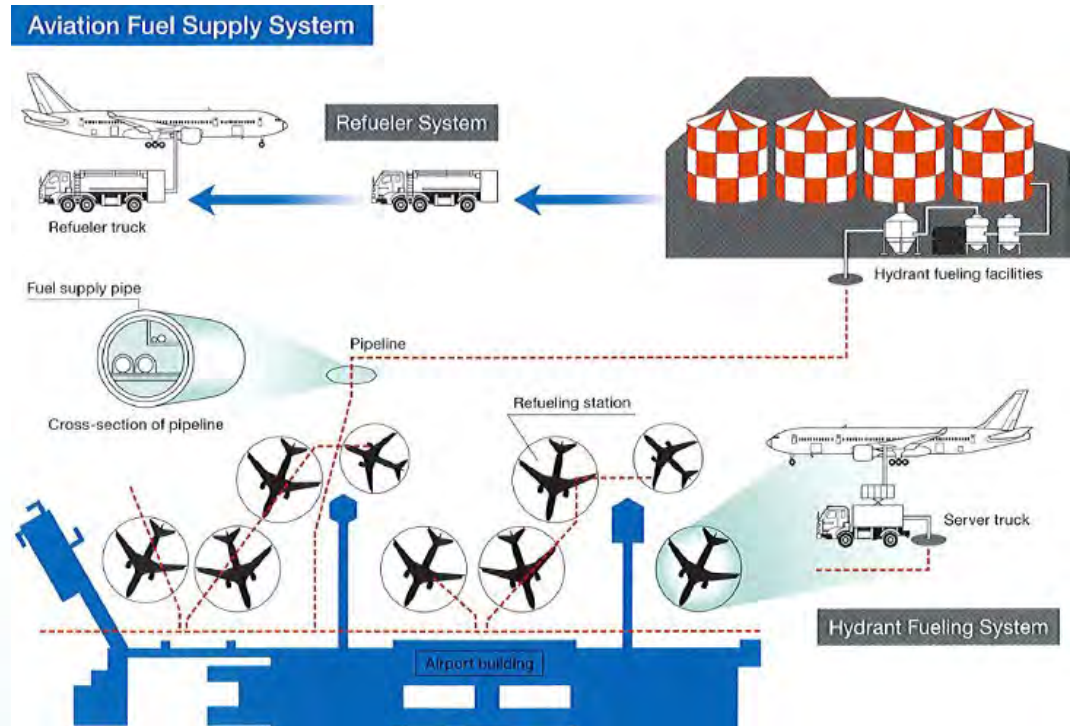 Aviation Fuel Supply System
Refueler System
Refueler truck
Hydrant fueling facilities
Fuel supply pipe
Pipeline
Refueling station
Cross-section of pipeline
Server truck
Hydrant Fueling System
Airport building